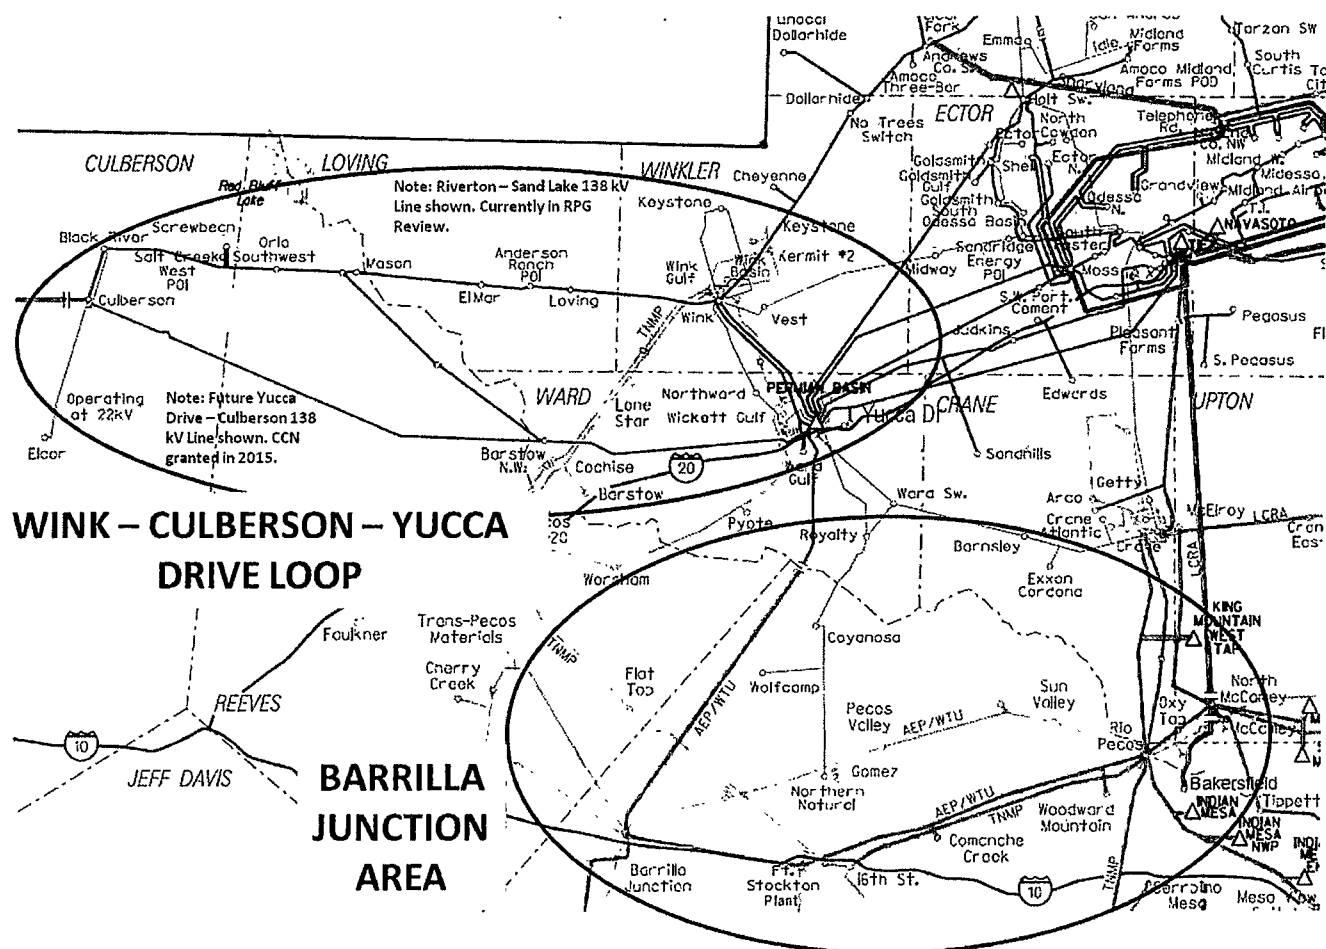 Dollarhide
Fork
Andrews
Co. S.
Emma
Idle
Midland
Farms
Tarzan SW
South
Amoco
Three-Bar
Amoco Midland
Farms POD
Dollarhide
No Trees
Switch
ECTOR
Holt Sw.
North
Cowden
Telephone
Rd.
Co. NW
Midland W.
CULBERSON
LOVING
WINKLER
Cheyenne
Goldsmith
Goldsmith
Gulf
Goldsmith
South
Odessa Basin
Shell
Ector
N.
Odessa
N.
Grandview
Midland Air
T.I.
NAVASOTO
Red Bluff
Lake
Note: Riverton – Sand Lake 138 kV
Line shown. Currently in RPG
Review.
Keystone
Keystone
Black River
Screwbean
Salt Creek
West
POI
Orla
Southwest
Mason
Anderson
Ranch
POI
Wink
Gulf
Wink
Basin
Kermit #2
Midway
Sandridge
Energy
POI
Moss
Culberson
El Mar
Loving
Wink
Vest
TNMP
S.W. Port.
Cement
Judkins
Pleasant
Farms
Pegasus
S. Pegasus
Operating
at 22kV
Note: Future Yucca
Drive – Culberson 138
kV Line shown. CCN
granted in 2015.
Elcor
WARD
Lone
Star
Northward
Wickett Gulf
PERMIAN BASIN
Yucca Dr
CRANE
Edwards
UPTON
Barstow
N.W.
Cochise
20
Barstow
Ward
Gulf
Sandhills
Getty
WINK – CULBERSON – YUCCA
DRIVE LOOP
Pyote
Royalty
Ward Sw.
Arco
Crane
Atlantic
Crane
McElroy
LCRA
LCRA
Barnsley
Exxon
Cordona
Worsham
KING
MOUNTAIN
WEST
TAP
Faulkner
Trans-Pecos
Materials
TNMP
Cherry
Creek
Flat
Top
Coyanosa
Wolfcamp
AEP/WTU
REEVES
Pecos
Valley
AEP/WTU
Sun
Valley
Oxy
Tap
North
McCamey
McCamey
Rio
Pecos
10
JEFF DAVIS
BARRILLA
JUNCTION
AREA
Gomez
Northern
Natural
AEP/WTU
TNMP
Woodward
Mountain
Bakersfield
INDIAN
MESA
Tippett
INDIAN
MESA
NWP
Comanche
Creek
Barrilla
Junction
Ft.
Stockton
Plant
16th St.
10
TNMP
Mesa